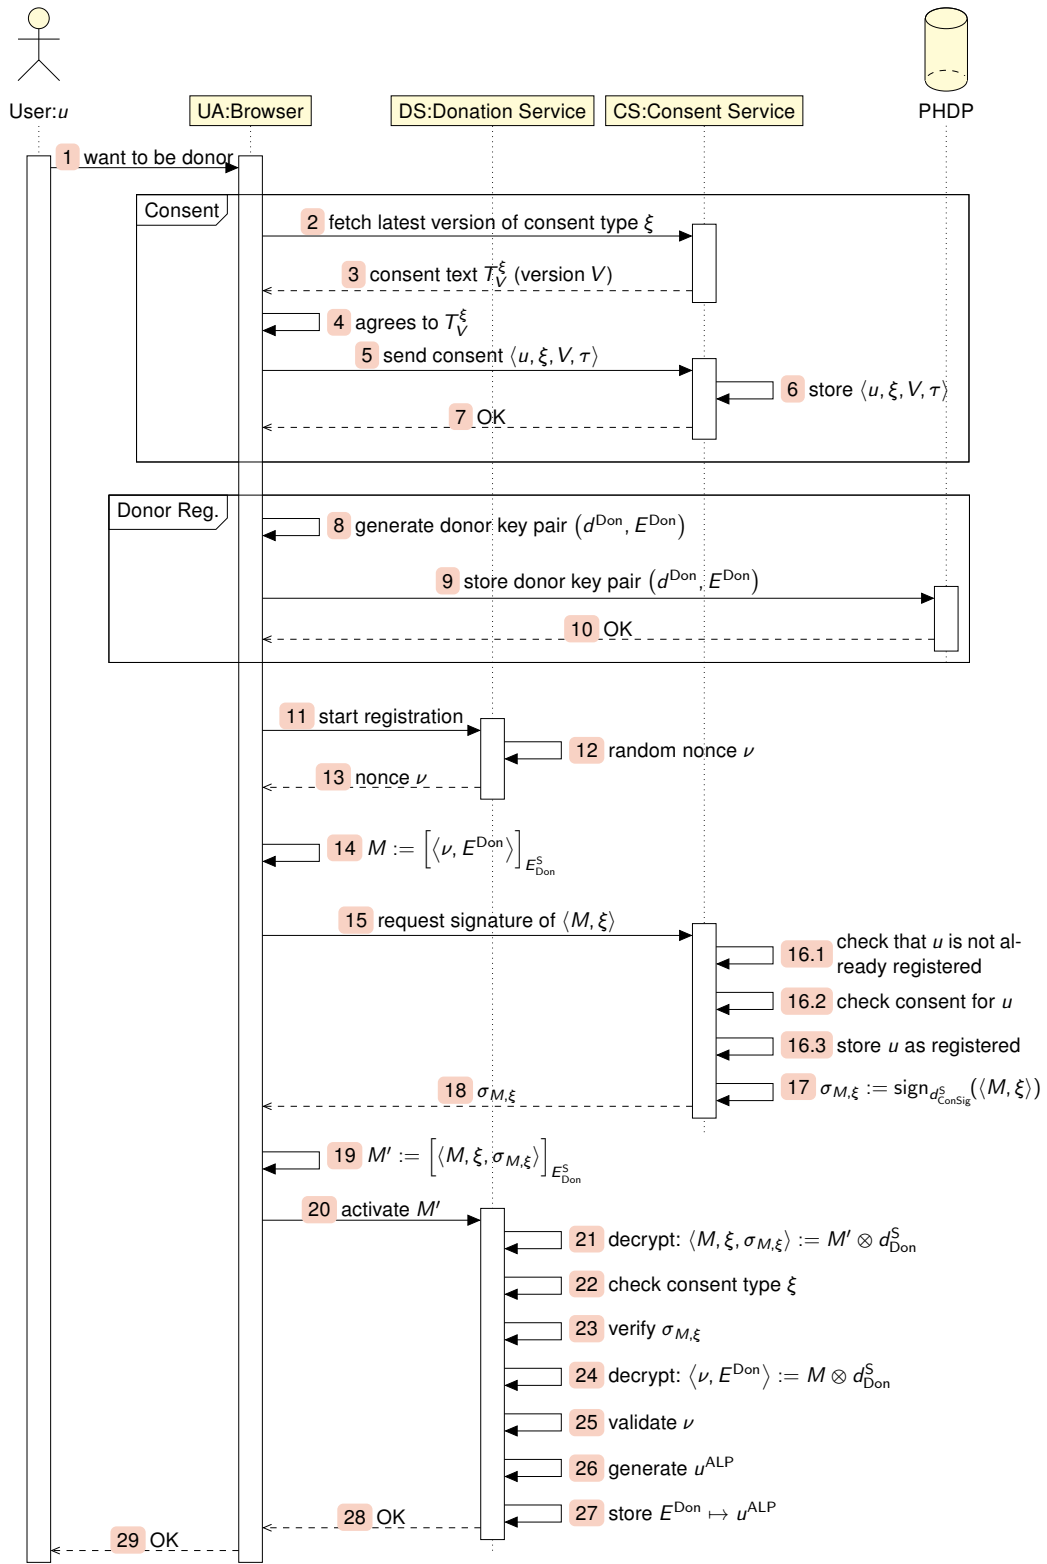 User:u
UA:Browser
DS:Donation Service
CS:Consent Service
PHDP
1 want to be donor
Consent
2 fetch latest version of consent type ξ
3 consent text T_V^ξ (version V)
4 agrees to T_V^ξ
5 send consent ⟨u, ξ, V, τ⟩
6 store ⟨u, ξ, V, τ⟩
7 OK
Donor Reg.
8 generate donor key pair (d^Don, E^Don)
9 store donor key pair (d^Don, E^Don)
10 OK
11 start registration
12 random nonce ν
13 nonce ν
14 M := [⟨ν, E^Don⟩]_{E_Don^S}
15 request signature of ⟨M, ξ⟩
16.1 check that u is not al-
ready registered
16.2 check consent for u
16.3 store u as registered
17 σ_{M,ξ} := sign_{d_ConSig^S}(⟨M, ξ⟩)
18 σ_{M,ξ}
19 M′ := [⟨M, ξ, σ_{M,ξ}⟩]_{E_Don^S}
20 activate M′
21 decrypt: ⟨M, ξ, σ_{M,ξ}⟩ := M′ ⊗ d_Don^S
22 check consent type ξ
23 verify σ_{M,ξ}
24 decrypt: ⟨ν, E^Don⟩ := M ⊗ d_Don^S
25 validate ν
26 generate u^ALP
27 store E^Don ↦ u^ALP
28 OK
29 OK